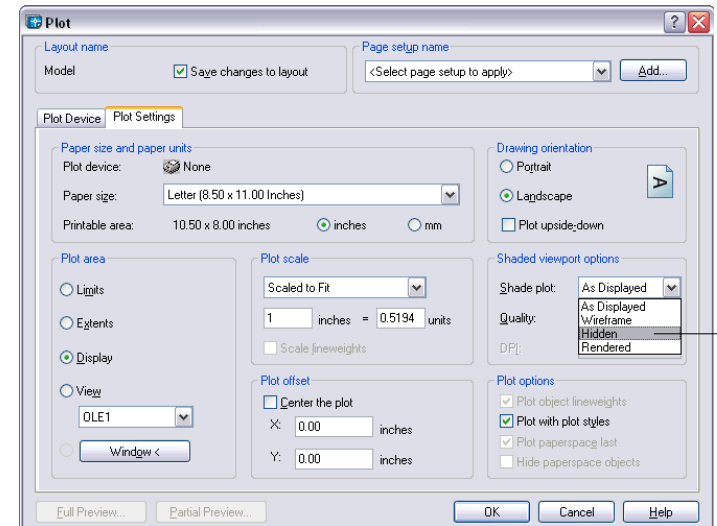 Plot
Layout name
Model
Save changes to layout
Page setup name
<Select page setup to apply>
Add...
Plot Device
Plot Settings
Paper size and paper units
Plot device:
None
Paper size:
Letter (8.50 x 11.00 Inches)
Printable area:
10.50 x 8.00 inches
inches
mm
Drawing orientation
Portrait
Landscape
Plot upside-down
A
Plot area
Limits
Extents
Display
View
OLE1
Window <
Plot scale
Scaled to Fit
1 inches = 0.5194 units
Scale lineweights
Plot offset
Center the plot
X: 0.00 inches
Y: 0.00 inches
Shaded viewport options
Shade plot:
As Displayed
As Displayed
Wireframe
Hidden
Rendered
Quality:
DPI:
Plot options
Plot object lineweights
Plot with plot styles
Plot paperspace last
Hide paperspace objects
Full Preview...
Partial Preview...
OK
Cancel
Help